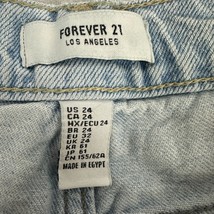 FOREVER 21
LOS ANGELES
US 24
CA 24
MX/ECU 24
BR 24
EU 32
UK 24
KR 61
JP 61
CN 155/62A
MADE IN EGYPT